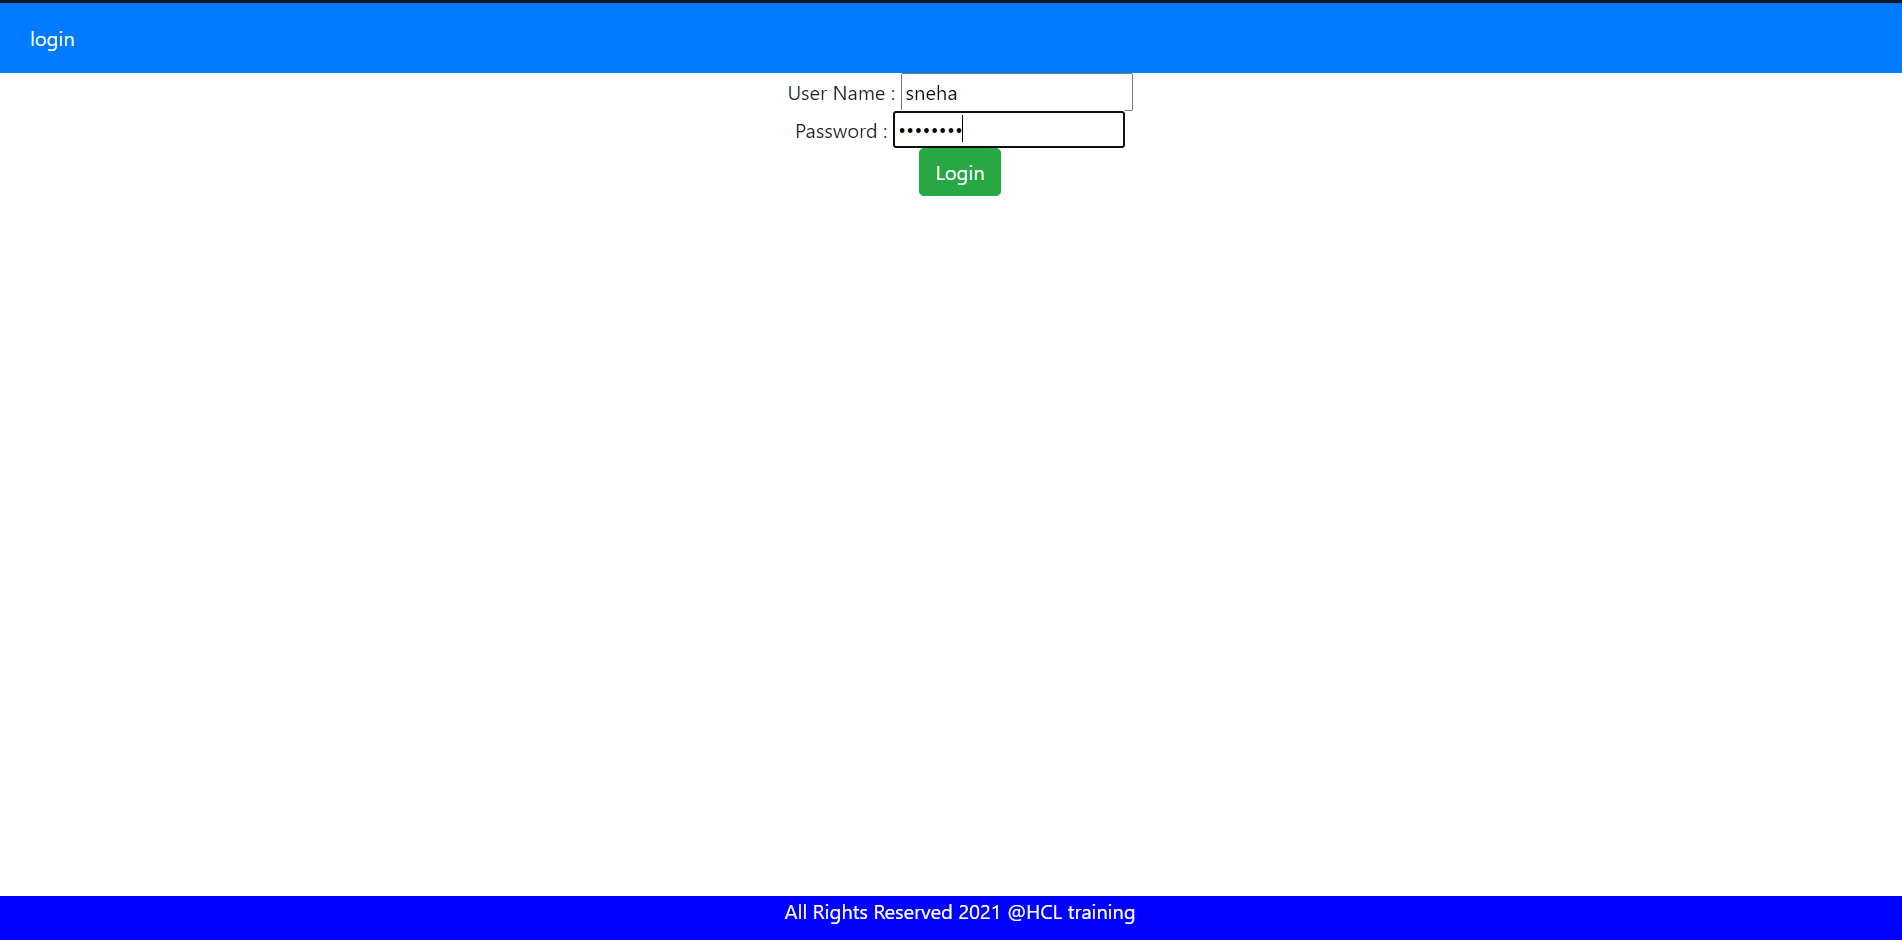 login
User Name : sneha
Password : ••••••••
Login
All Rights Reserved 2021 @HCL training